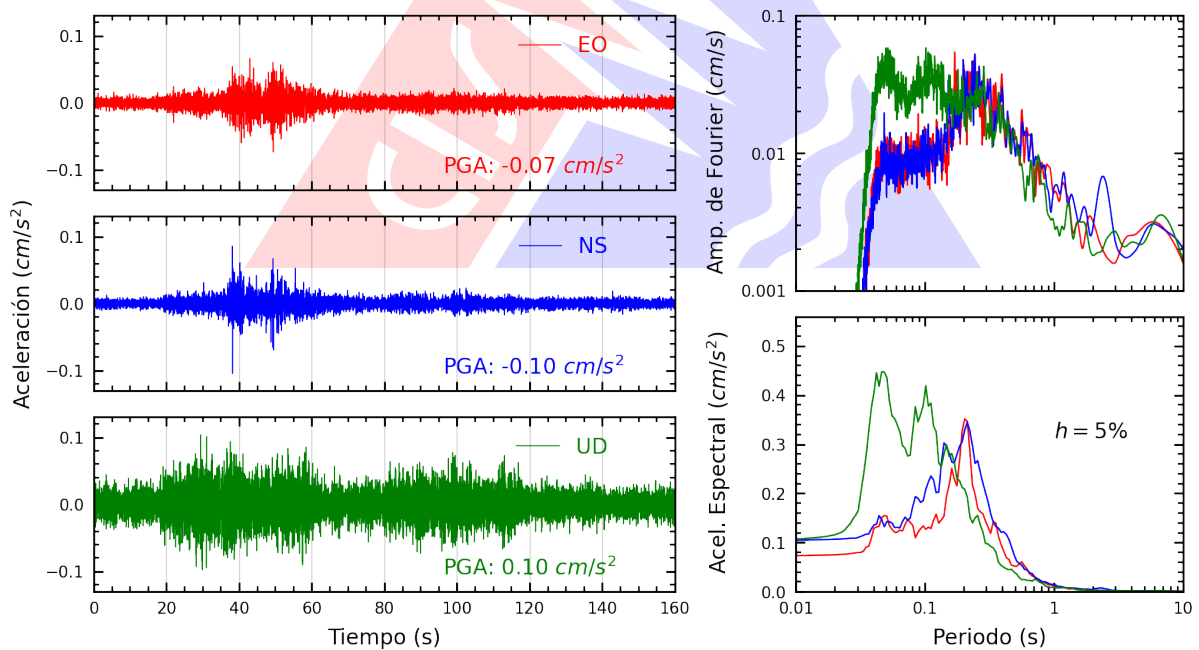 Aceleración (cm/s²)
0.1
0.0
−0.1
EO
PGA: -0.07 cm/s²
0.1
0.0
−0.1
NS
PGA: -0.10 cm/s²
0.1
0.0
−0.1
UD
PGA: 0.10 cm/s²
0 20 40 60 80 100 120 140 160
Tiempo (s)
Amp. de Fourier (cm/s)
0.1
0.01
0.001
Acel. Espectral (cm/s²)
0.5
0.4
0.3
0.2
0.1
0.0
h = 5%
0.01 0.1 1 10
Periodo (s)